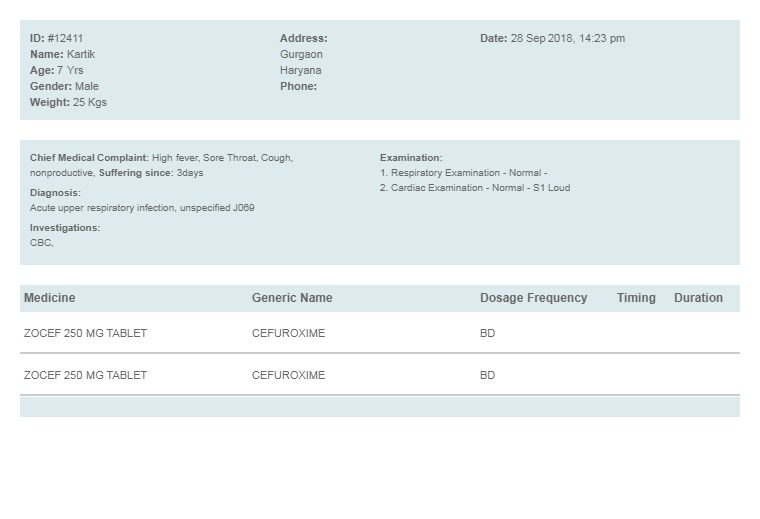 ID: #12411
Name: Kartik
Age: 7 Yrs
Gender: Male
Weight: 25 Kgs
Address:
Gurgaon
Haryana
Phone:
Date: 28 Sep 2018, 14:23 pm
Chief Medical Complaint: High fever, Sore Throat, Cough,
nonproductive, Suffering since: 3days
Diagnosis:
Acute upper respiratory infection, unspecified J069
Investigations:
CBC,
Examination:
1. Respiratory Examination - Normal -
2. Cardiac Examination - Normal - S1 Loud
Medicine Generic Name Dosage Frequency Timing Duration
ZOCEF 250 MG TABLET CEFUROXIME BD
ZOCEF 250 MG TABLET CEFUROXIME BD